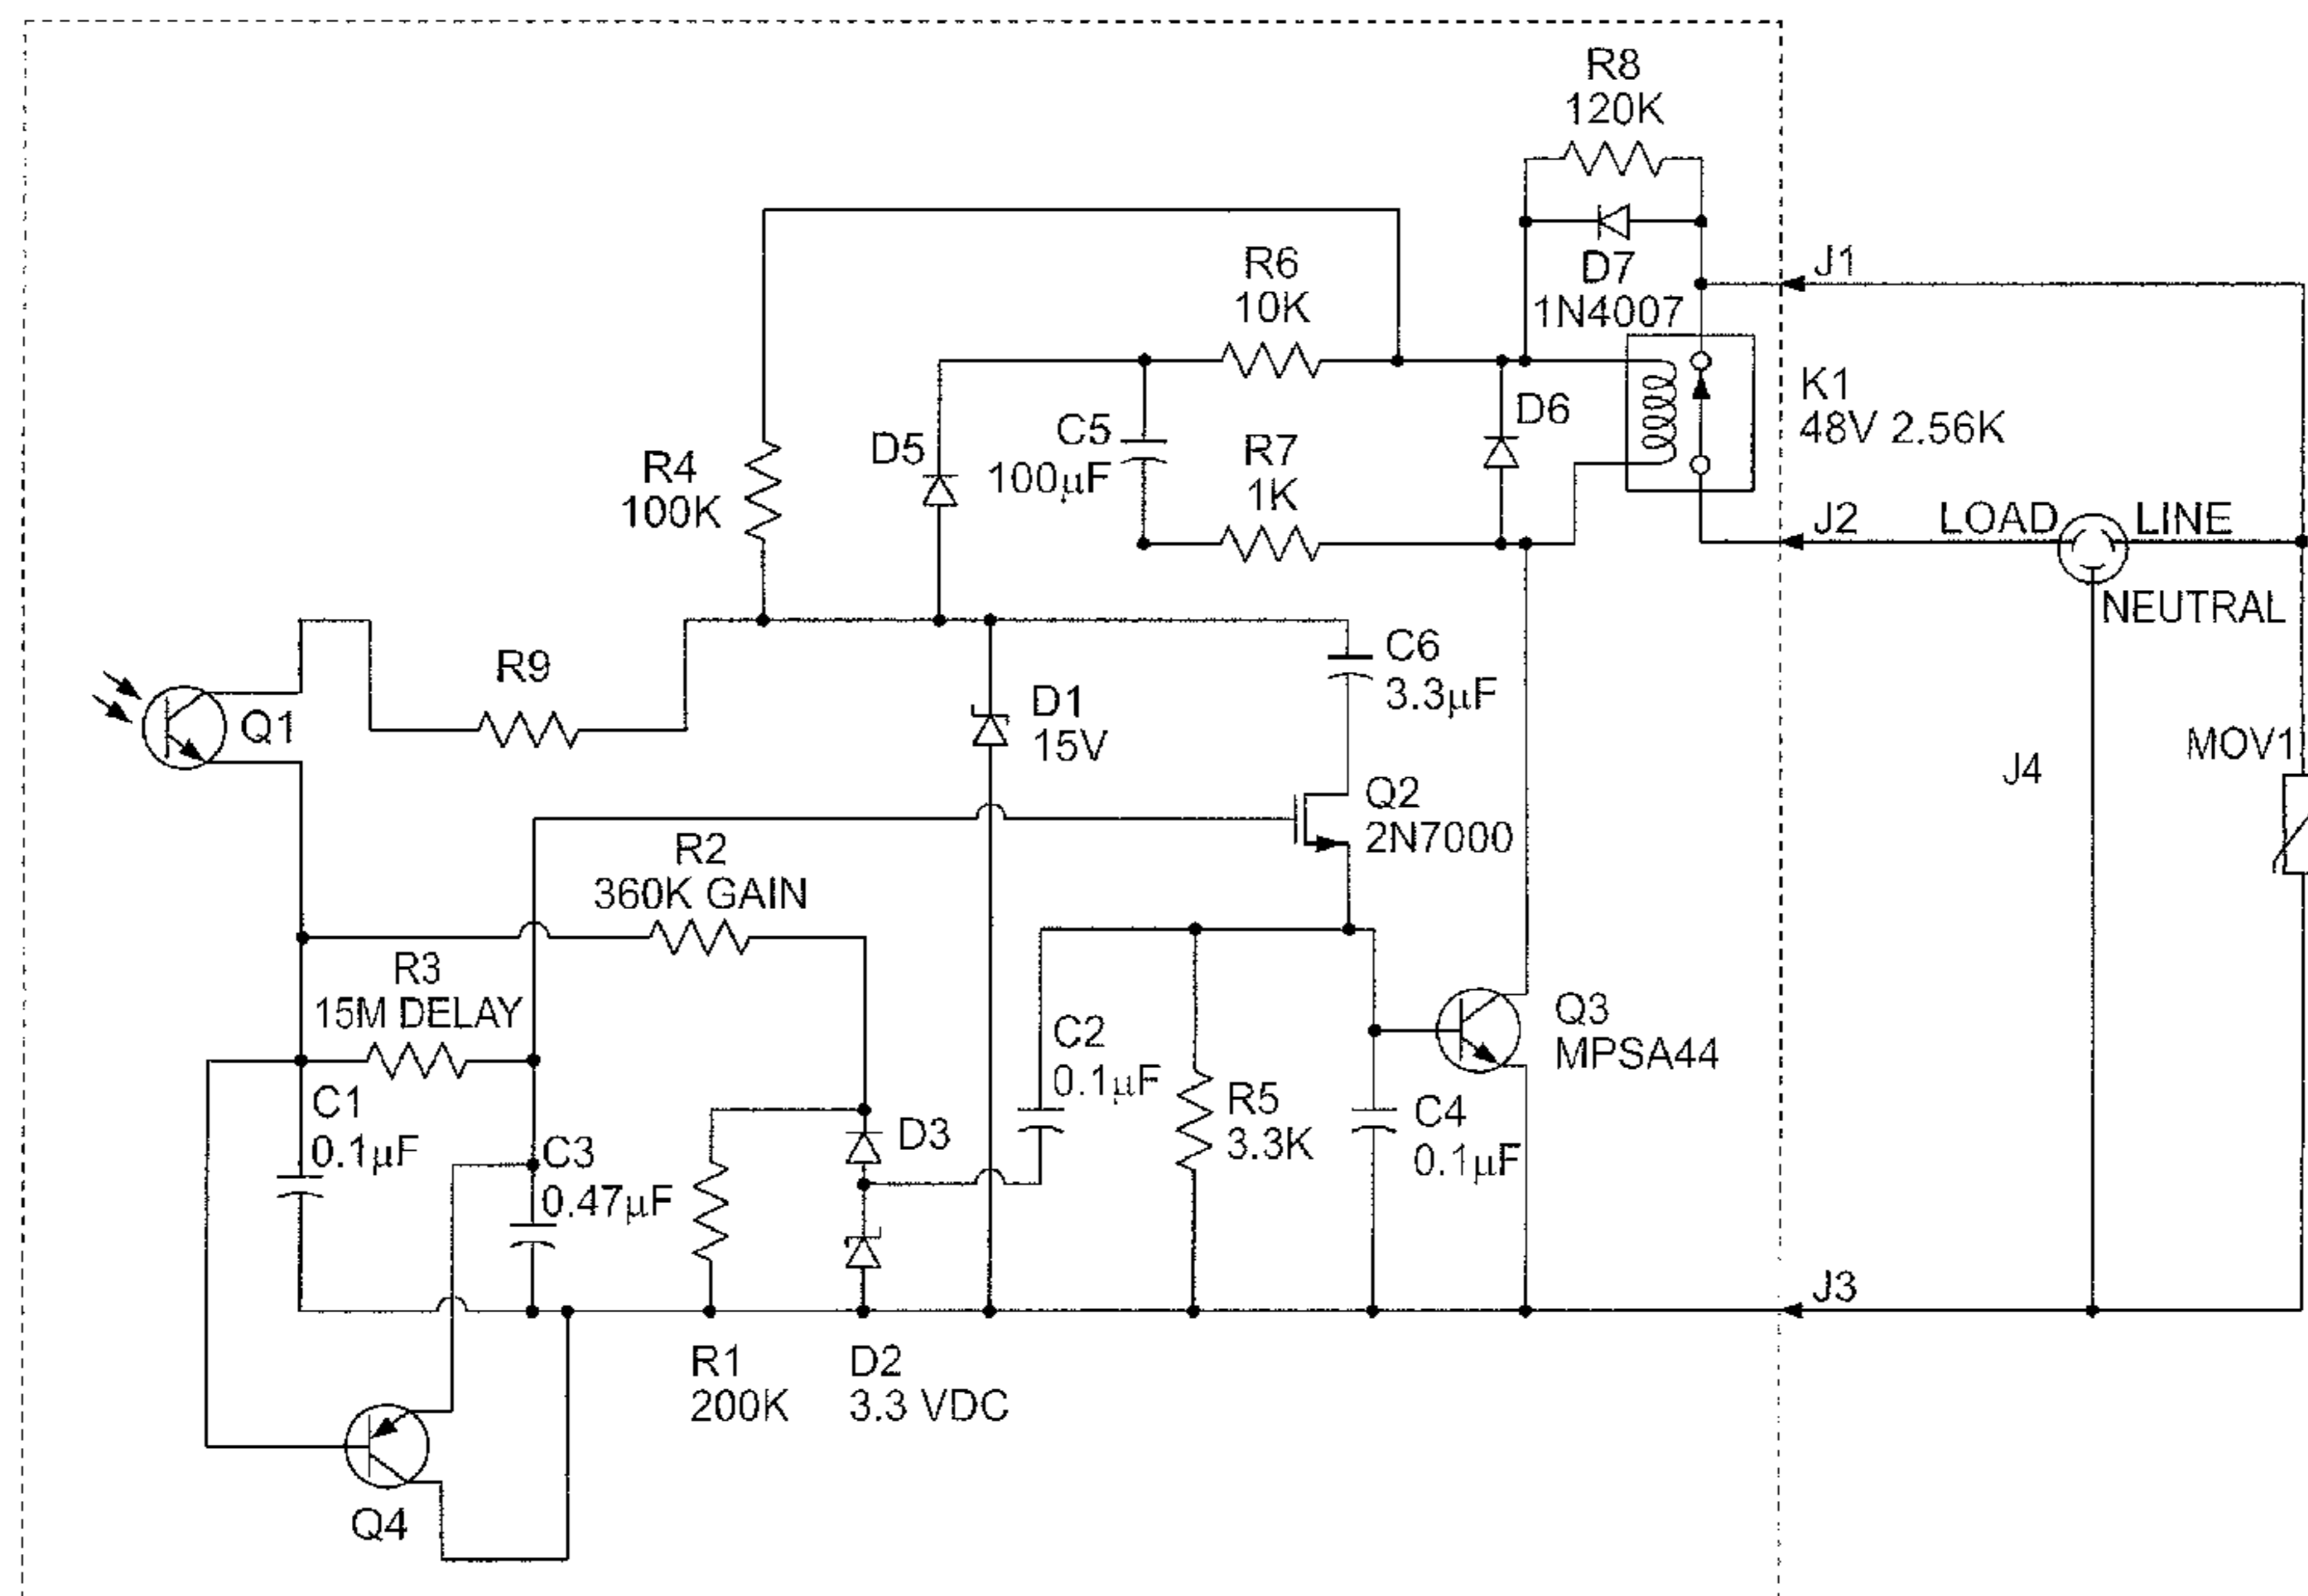 R8
120K
J1
R6
10K
D7
1N4007
K1
48V 2.56K
D6
C5
100µF
R7
1K
D5
R4
100K
J2
LOAD
LINE
NEUTRAL
R9
C6
3.3µF
Q1
D1
15V
MOV1
J4
Q2
2N7000
R2
360K GAIN
R3
15M DELAY
Q3
MPSA44
C2
0.1µF
C1
0.1µF
R5
3.3K
C4
0.1µF
D3
C3
0.47µF
J3
R1
200K
D2
3.3 VDC
Q4